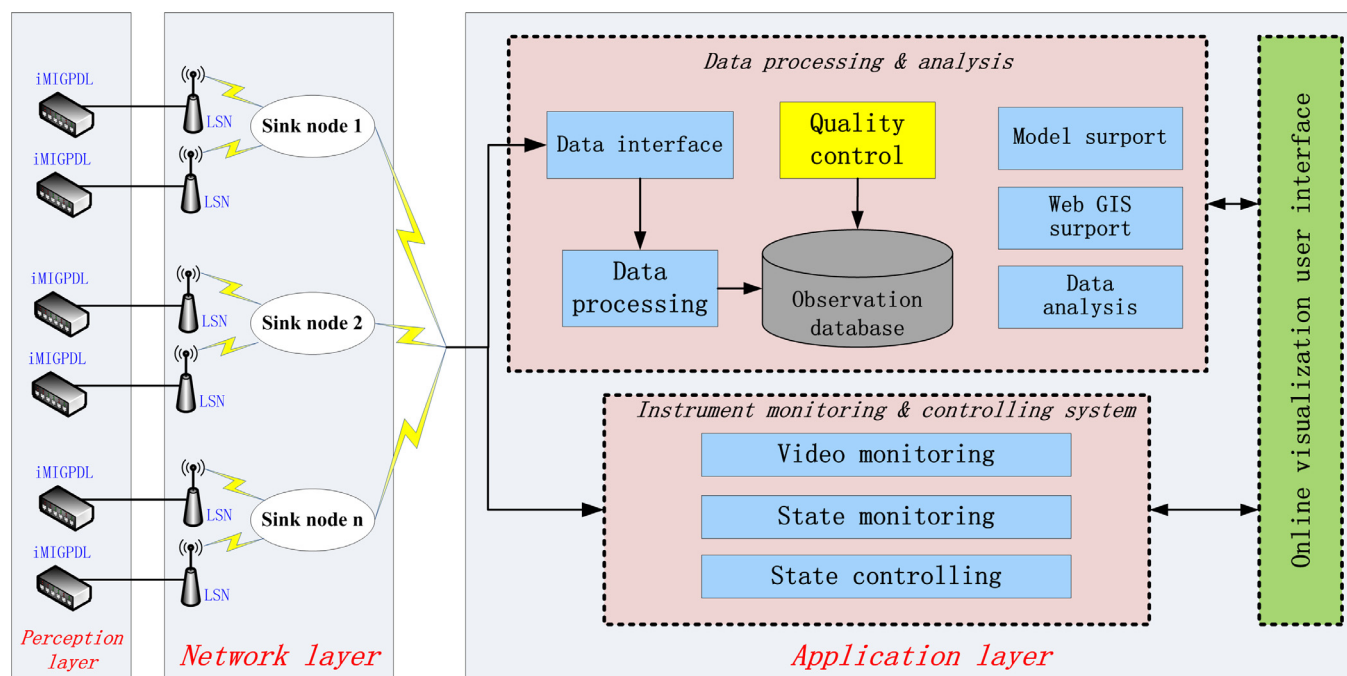 iMIGPDL
LSN
iMIGPDL
LSN
Sink node 1
iMIGPDL
LSN
iMIGPDL
LSN
Sink node 2
iMIGPDL
LSN
iMIGPDL
LSN
Sink node n
Perception
layer
Network layer
Data processing & analysis
Data interface
Quality
control
Model surport
Web GIS
surport
Data
processing
Observation
database
Data
analysis
Instrument monitoring & controlling system
Video monitoring
State monitoring
State controlling
Application layer
Online visualization user interface